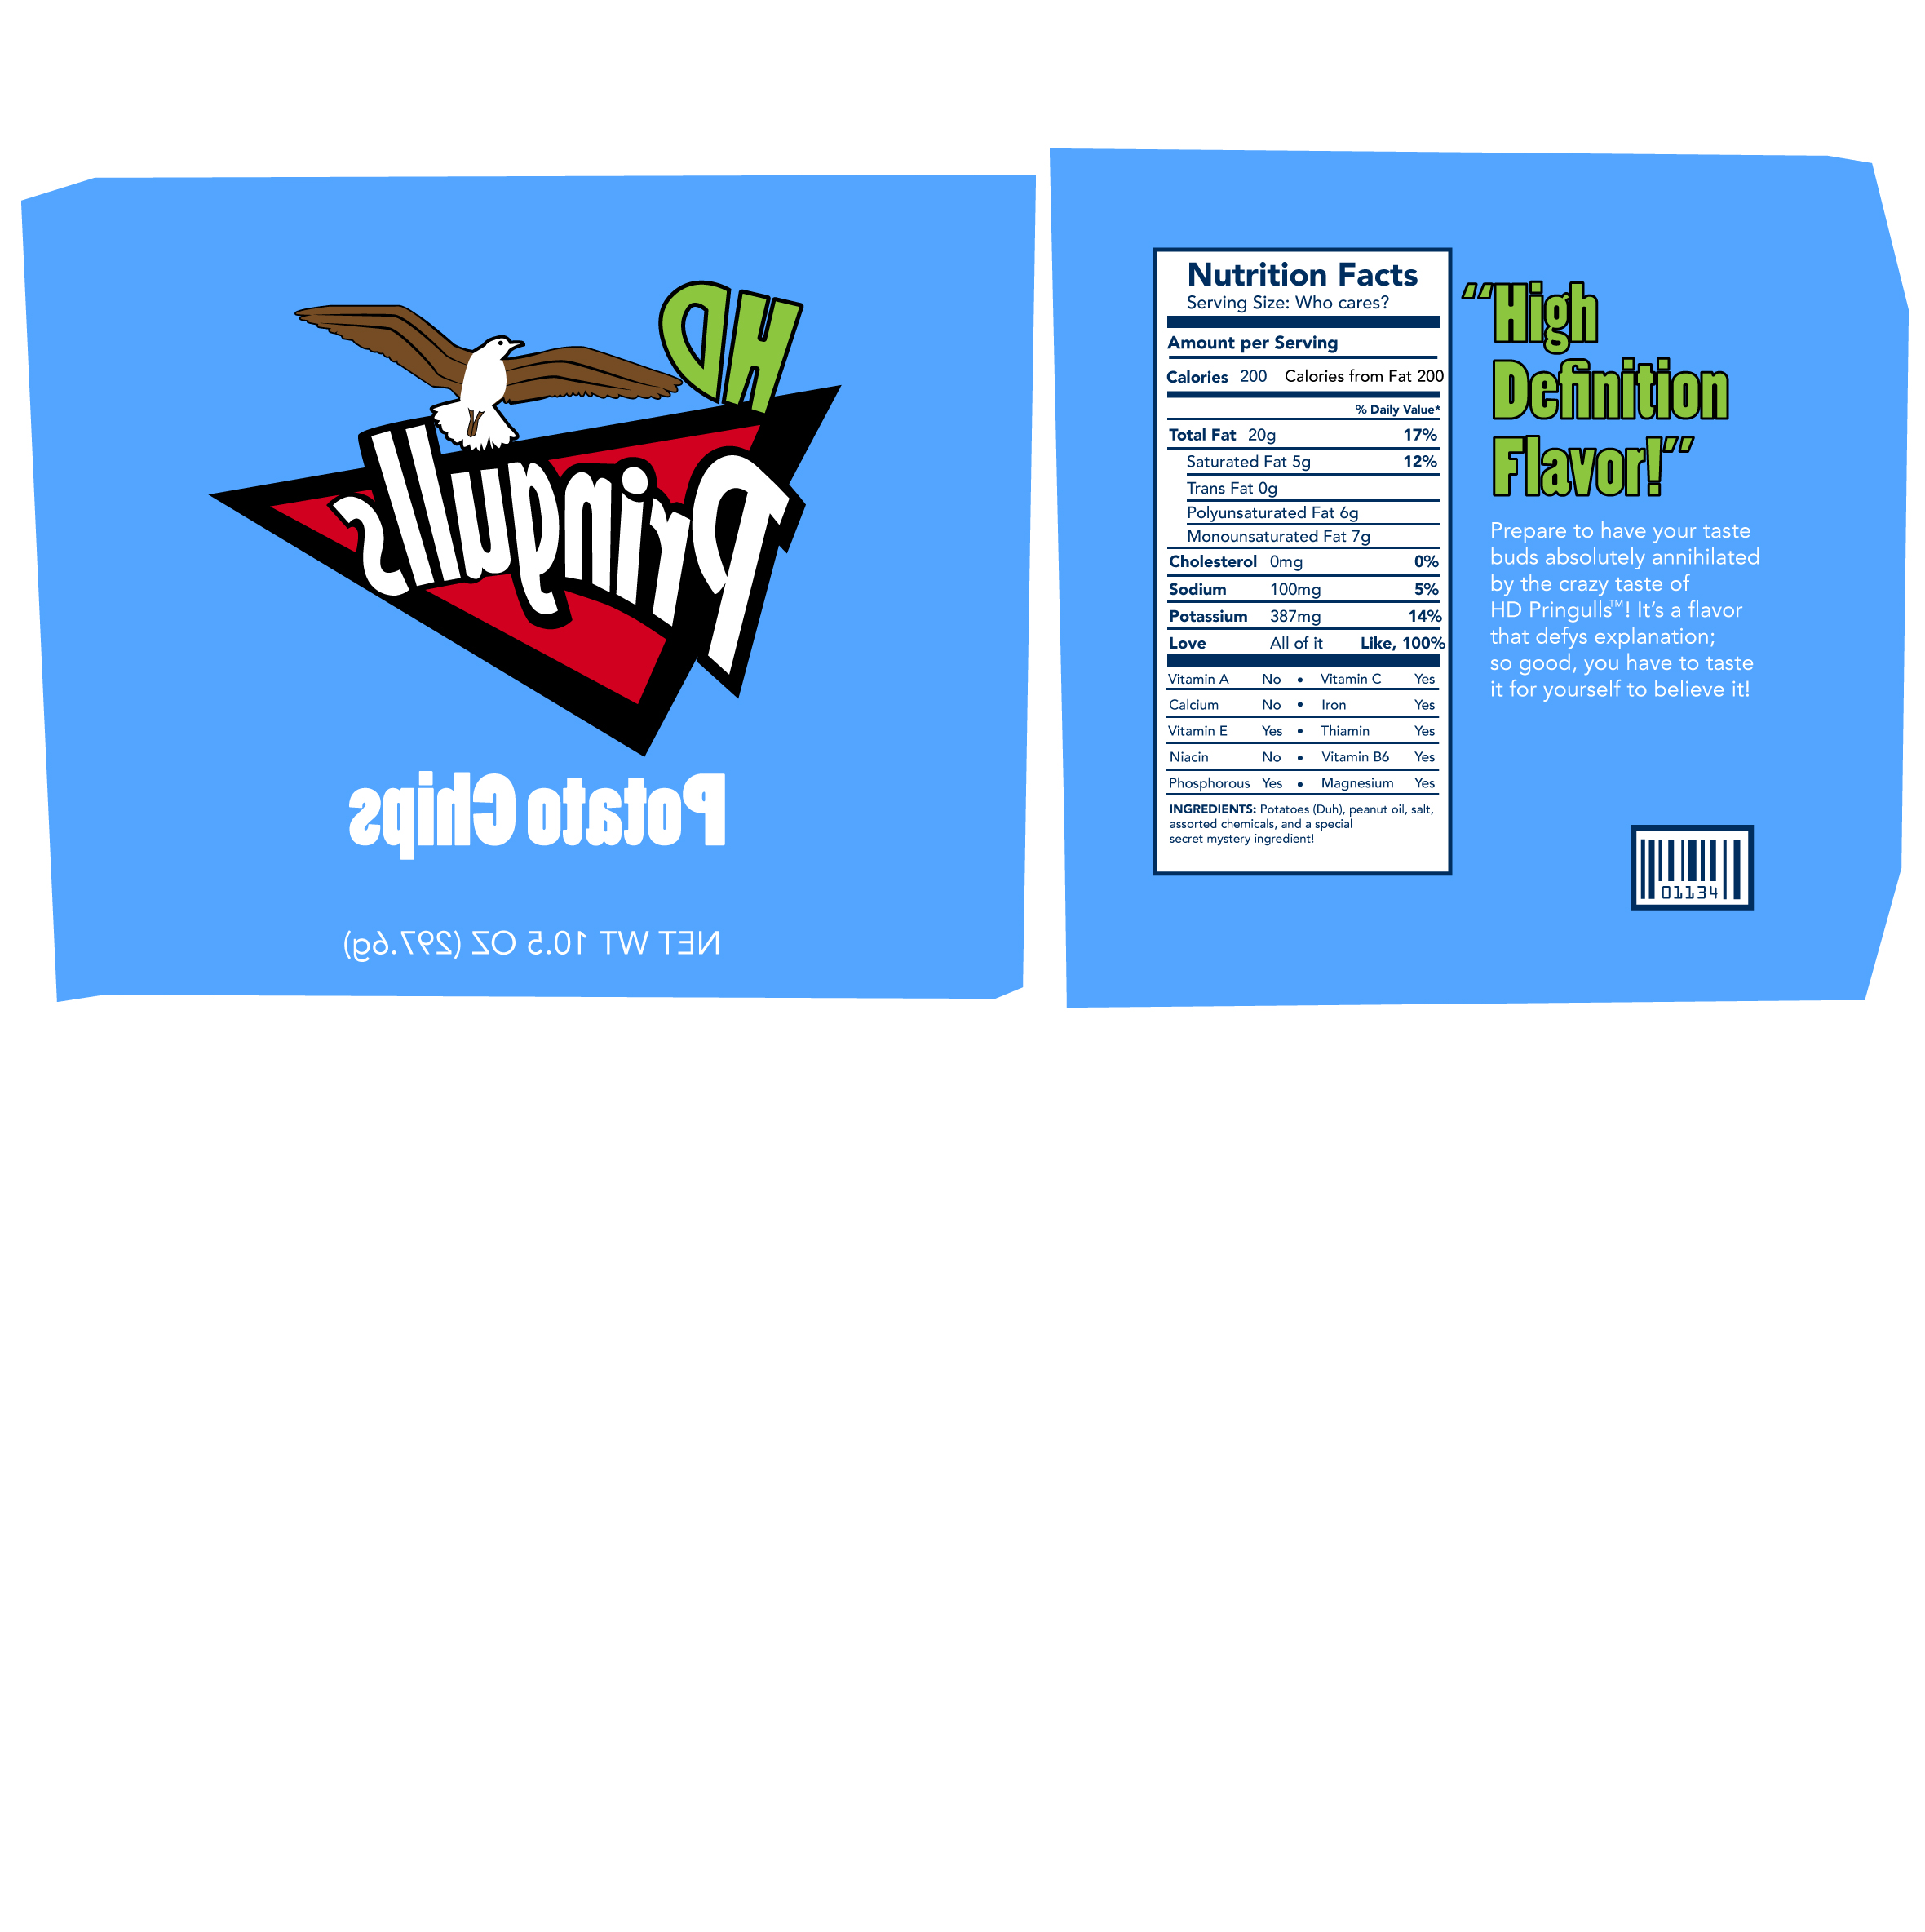 HD
Pringulls
Potato Chips
NET WT 10.5 OZ (297.6g)
Nutrition Facts
Serving Size: Who cares?
Amount per Serving
Calories 200 Calories from Fat 200
% Daily Value*
Total Fat 20g 17%
Saturated Fat 5g 12%
Trans Fat 0g
Polyunsaturated Fat 6g
Monounsaturated Fat 7g
Cholesterol 0mg 0%
Sodium 100mg 5%
Potassium 387mg 14%
Love All of it Like, 100%
Vitamin A No • Vitamin C Yes
Calcium No • Iron Yes
Vitamin E Yes • Thiamin Yes
Niacin No • Vitamin B6 Yes
Phosphorous Yes • Magnesium Yes
INGREDIENTS: Potatoes (Duh), peanut oil, salt,
assorted chemicals, and a special
secret mystery ingredient!
“High
Definition
Flavor!”
Prepare to have your taste
buds absolutely annihilated
by the crazy taste of
HD Pringulls™! It’s a flavor
that defys explanation;
so good, you have to taste
it for yourself to believe it!
01134